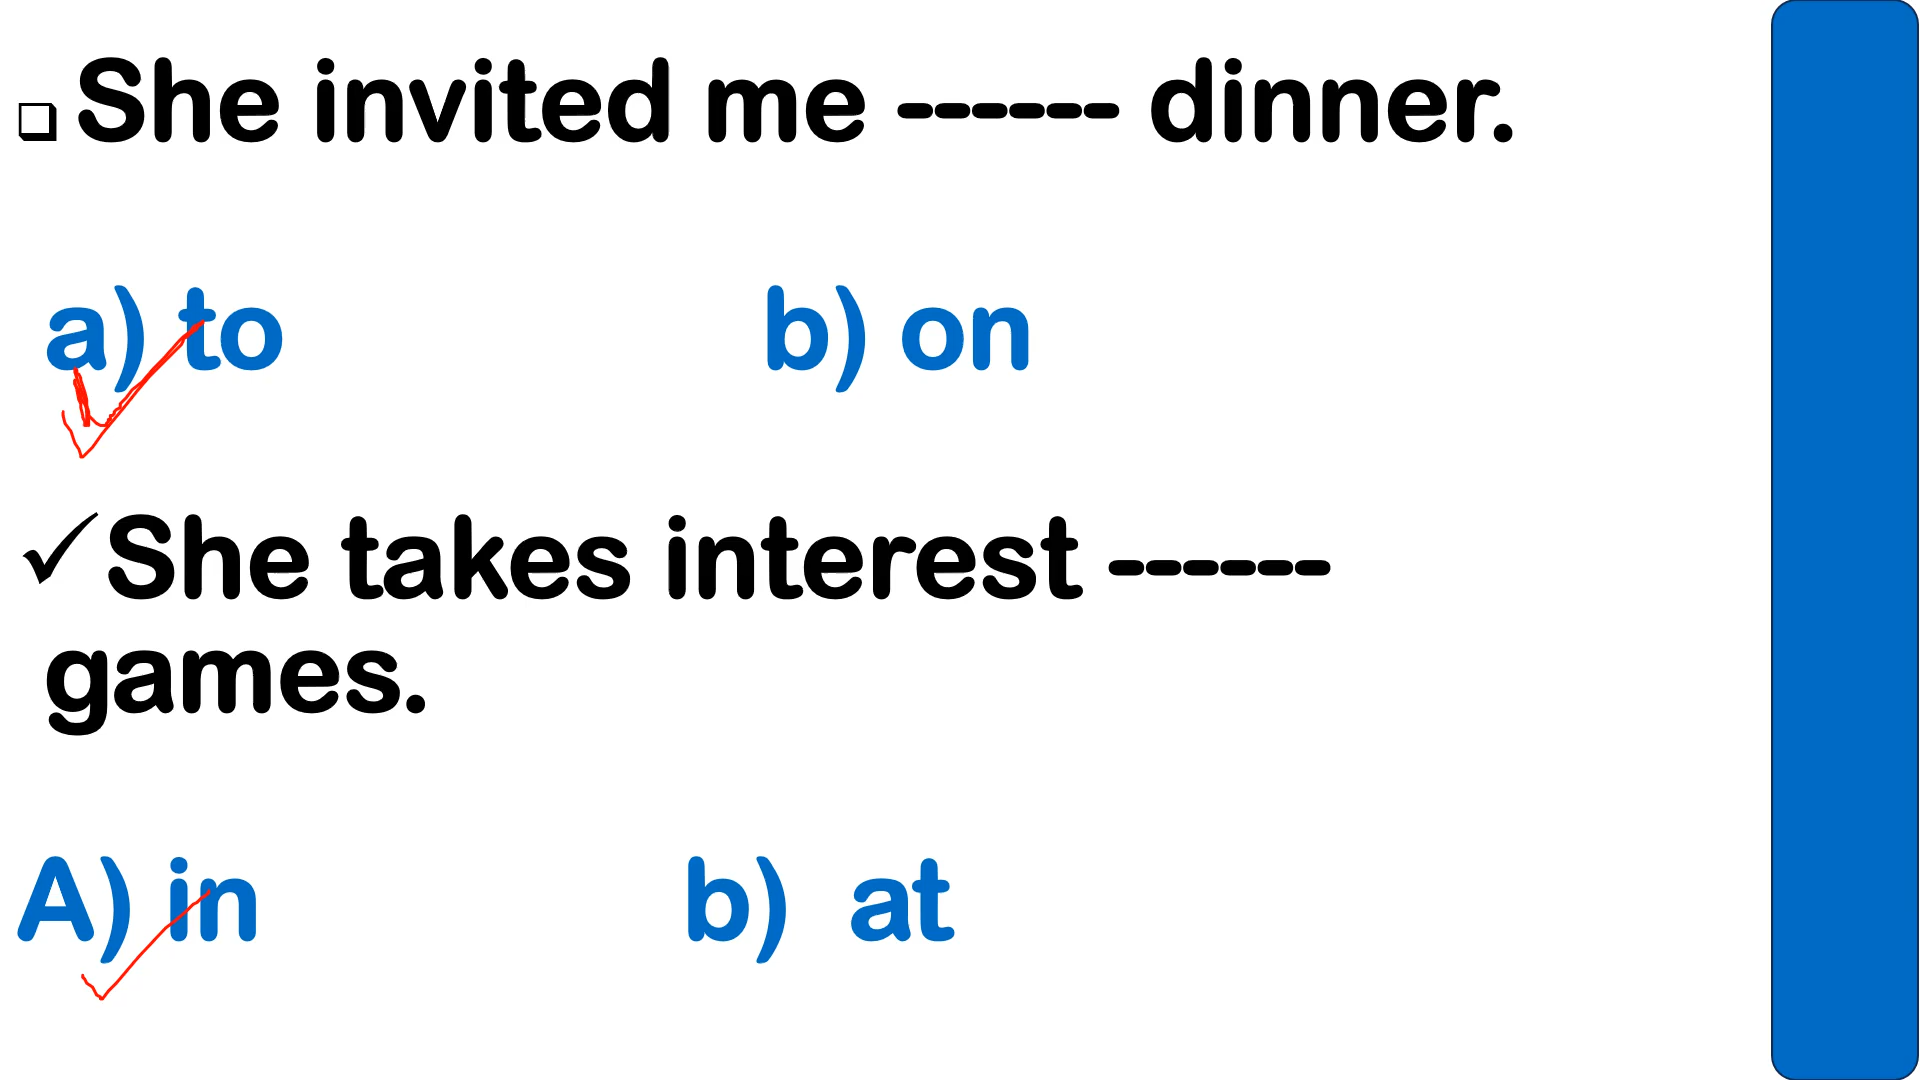 She invited me ------ dinner.
a) to b) on
She takes interest ------
games.
A) in b) at